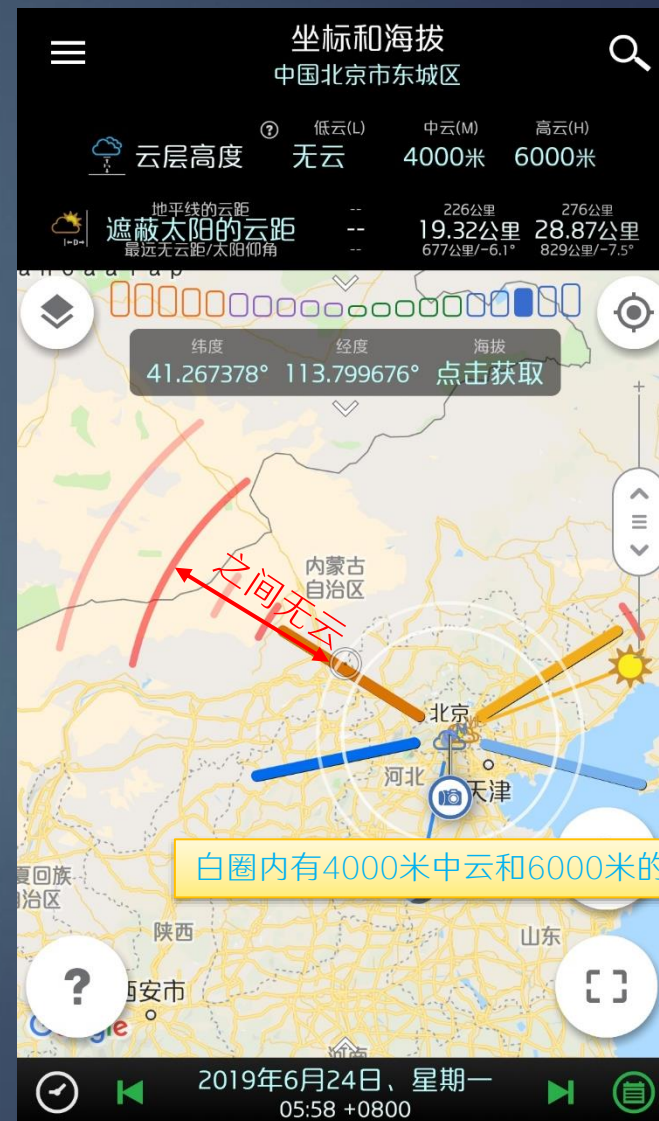 坐标和海拔
中国北京市东城区
云层高度
?
低云(L) 中云(M) 高云(H)
无云 4000米 6000米
地平线的云距 -- 226公里 276公里
遮蔽太阳的云距 -- 19.32公里 28.87公里
最远无云距/太阳仰角 -- 677公里/-6.1° 829公里/-7.5°
纬度 经度 海拔
41.267378° 113.799676° 点击获取
之间无云
内蒙古
自治区
北京
河北
天津
白圈内有4000米中云和6000米的
夏回族
治区
陕西
山东
?
西安市
Google
河南
2019年6月24日、星期一
05:58 +0800